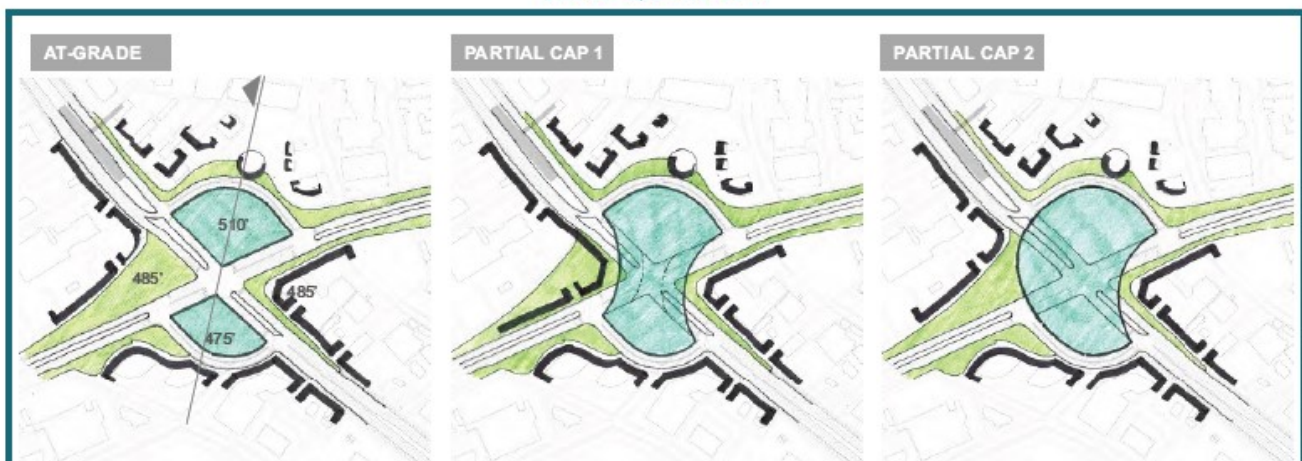 AT-GRADE
PARTIAL CAP 1
PARTIAL CAP 2
510'
485'
485'
475'